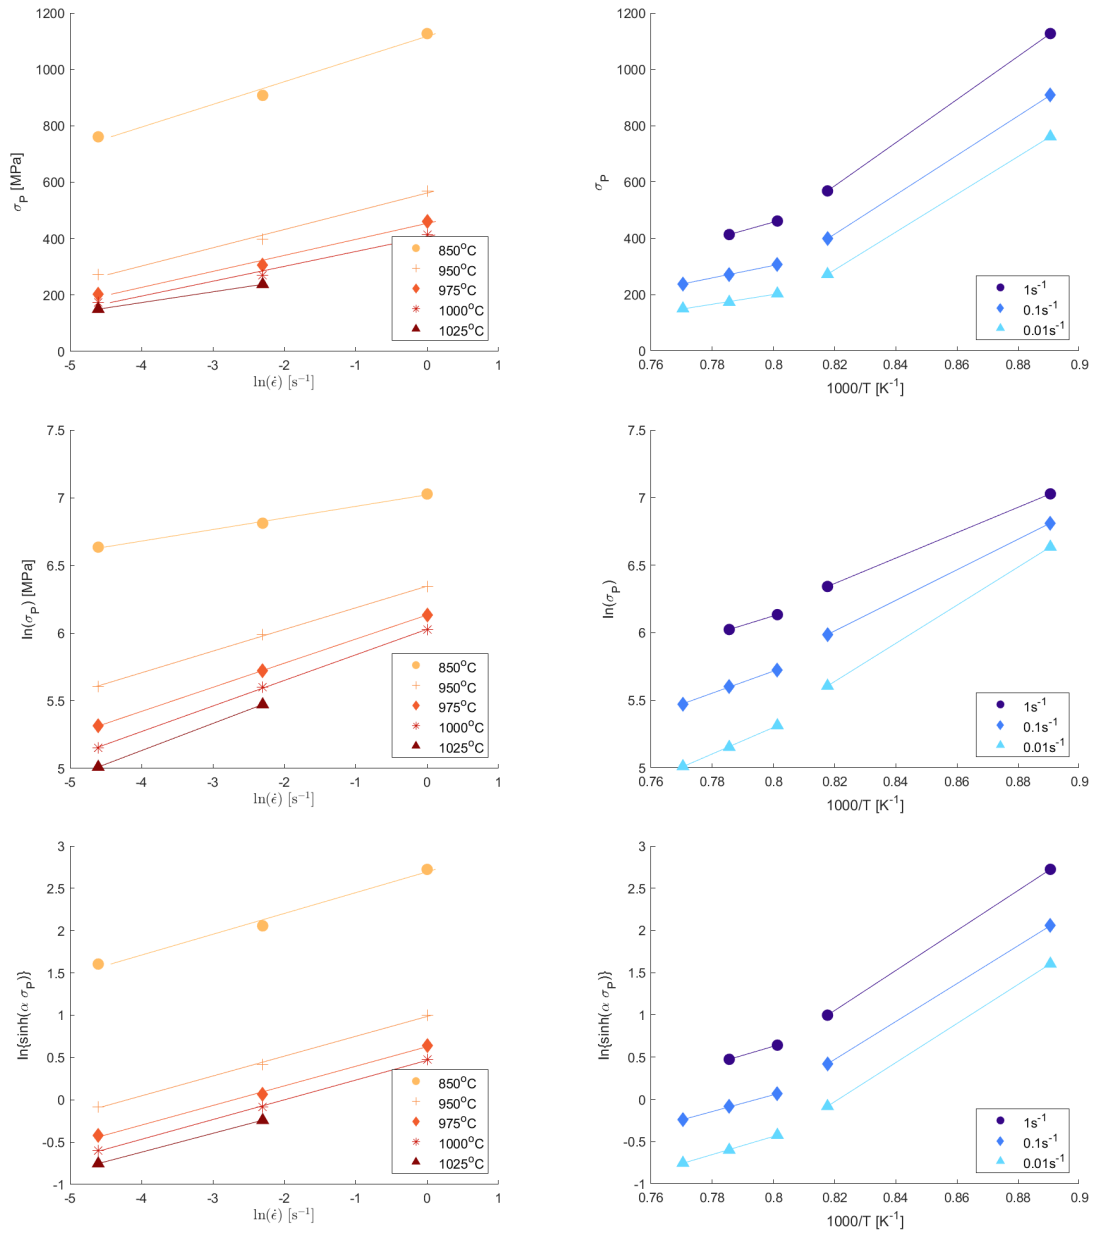 1200
1000
800
600
400
200
0
σP [MPa]
-5 -4 -3 -2 -1 0 1
ln(ε̇) [s⁻¹]
850°C
950°C
975°C
1000°C
1025°C
1200
1000
800
600
400
200
0
σP
0.76 0.78 0.8 0.82 0.84 0.86 0.88 0.9
1000/T [K⁻¹]
1s⁻¹
0.1s⁻¹
0.01s⁻¹
7.5
7
6.5
6
5.5
5
ln(σP) [MPa]
-5 -4 -3 -2 -1 0 1
ln(ε̇) [s⁻¹]
850°C
950°C
975°C
1000°C
1025°C
7.5
7
6.5
6
5.5
5
ln(σP)
0.76 0.78 0.8 0.82 0.84 0.86 0.88 0.9
1000/T [K⁻¹]
1s⁻¹
0.1s⁻¹
0.01s⁻¹
3
2.5
2
1.5
1
0.5
0
-0.5
-1
ln{sinh(α σP)}
-5 -4 -3 -2 -1 0 1
ln(ε̇) [s⁻¹]
850°C
950°C
975°C
1000°C
1025°C
3
2.5
2
1.5
1
0.5
0
-0.5
-1
ln{sinh(α σP)}
0.76 0.78 0.8 0.82 0.84 0.86 0.88 0.9
1000/T [K⁻¹]
1s⁻¹
0.1s⁻¹
0.01s⁻¹